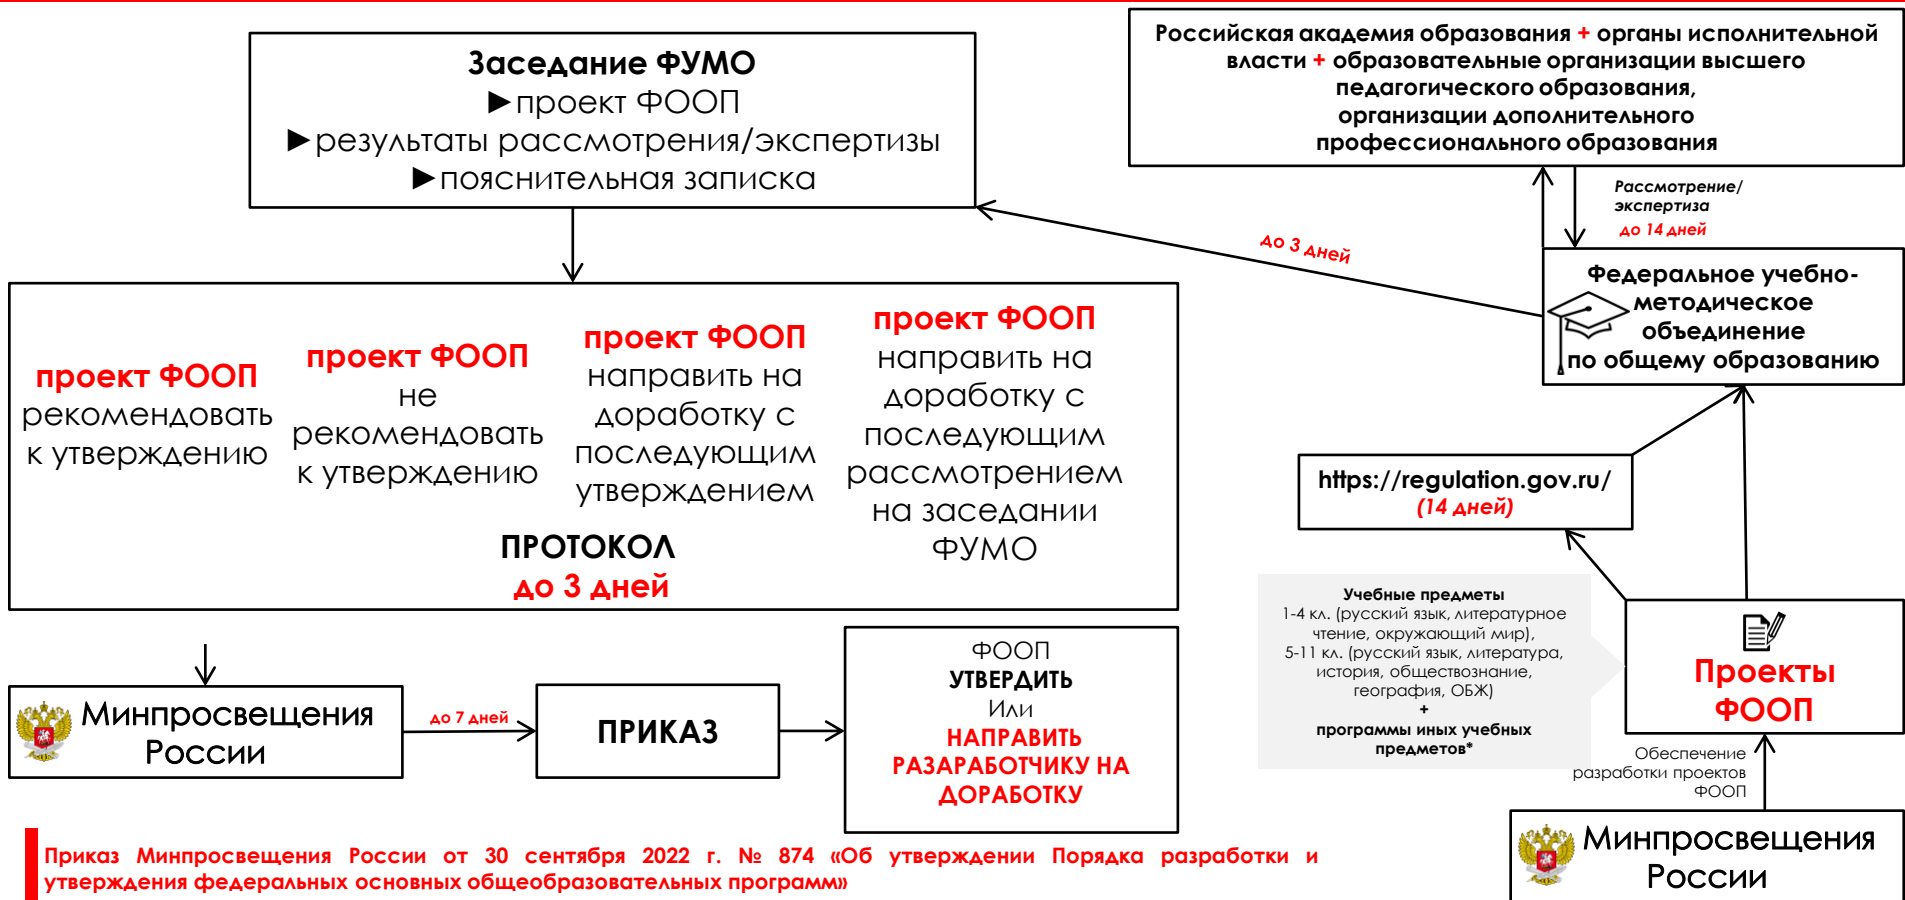 Заседание ФУМО
►проект ФООП
►результаты рассмотрения/экспертизы
►пояснительная записка
Российская академия образования + органы исполнительной
власти + образовательные организации высшего
педагогического образования,
организации дополнительного
профессионального образования
Рассмотрение/
экспертиза
до 14 дней
до 3 дней
Федеральное учебно-
методическое
объединение
по общему образованию
проект ФООП
рекомендовать
к утверждению
проект ФООП
не
рекомендовать
к утверждению
проект ФООП
направить на
доработку с
последующим
утверждением
проект ФООП
направить на
доработку с
последующим
рассмотрением
на заседании
ФУМО
ПРОТОКОЛ
до 3 дней
https://regulation.gov.ru/
(14 дней)
Учебные предметы
1-4 кл. (русский язык, литературное
чтение, окружающий мир),
5-11 кл. (русский язык, литература,
история, обществознание,
география, ОБЖ)
+
программы иных учебных
предметов*
Проекты
ФООП
Обеспечение
разработки проектов
ФООП
Минпросвещения
России
до 7 дней
ПРИКАЗ
ФООП
УТВЕРДИТЬ
Или
НАПРАВИТЬ
РАЗАРАБОТЧИКУ НА
ДОРАБОТКУ
Минпросвещения
России
Приказ Минпросвещения России от 30 сентября 2022 г. № 874 «Об утверждении Порядка разработки и
утверждения федеральных основных общеобразовательных программ»